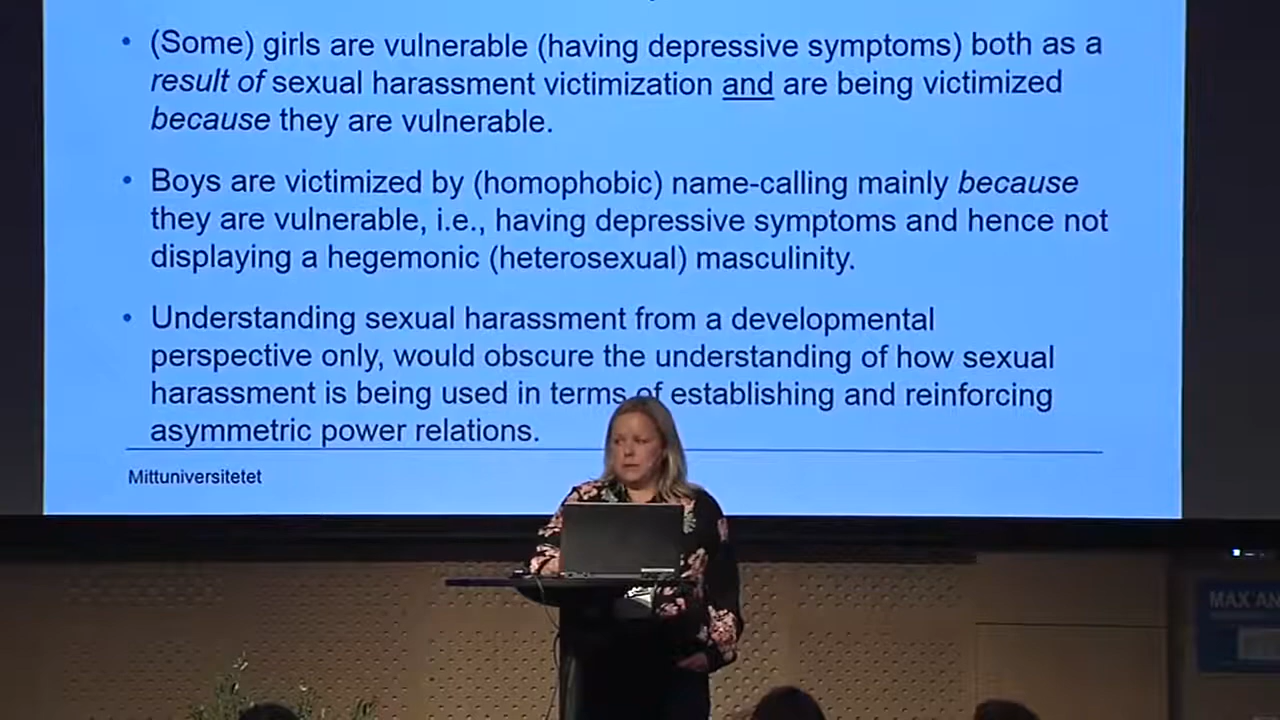 • (Some) girls are vulnerable (having depressive symptoms) both as a
result of sexual harassment victimization and are being victimized
because they are vulnerable.
• Boys are victimized by (homophobic) name-calling mainly because
they are vulnerable, i.e., having depressive symptoms and hence not
displaying a hegemonic (heterosexual) masculinity.
• Understanding sexual harassment from a developmental
perspective only, would obscure the understanding of how sexual
harassment is being used in terms of establishing and reinforcing
asymmetric power relations.
Mittuniversitetet